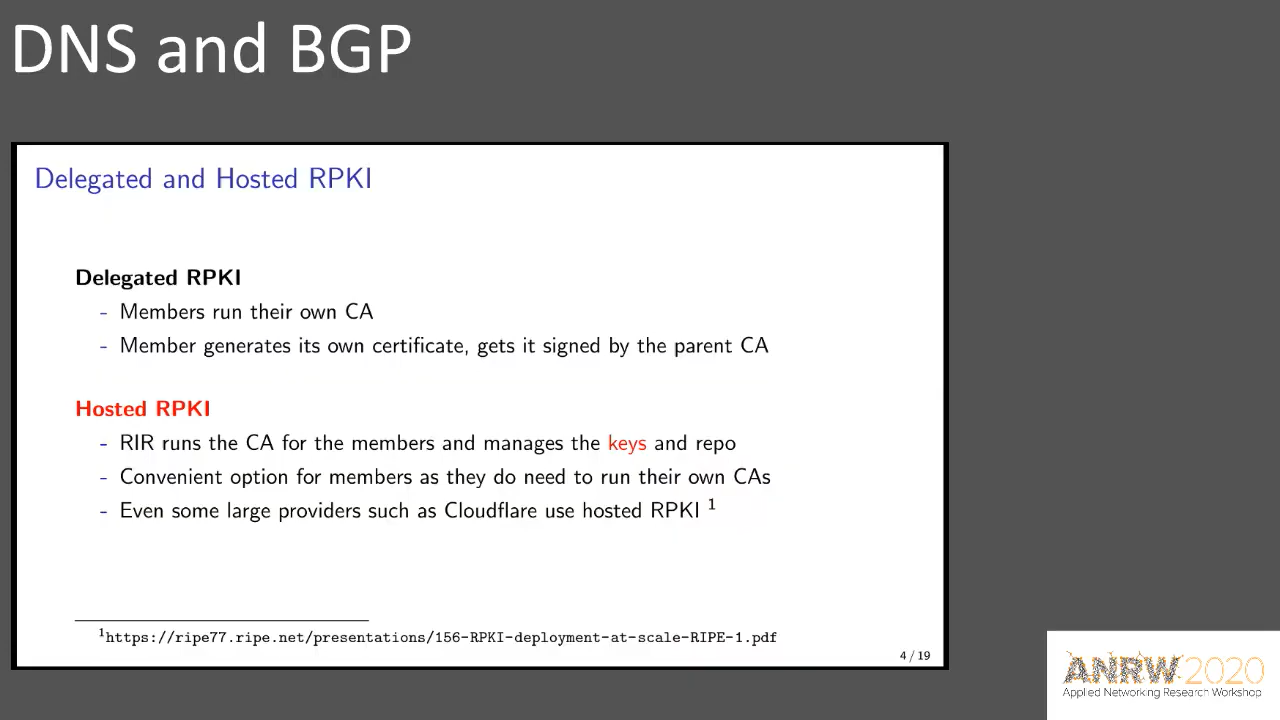 DNS and BGP
Delegated and Hosted RPKI
Delegated RPKI
- Members run their own CA
- Member generates its own certificate, gets it signed by the parent CA
Hosted RPKI
- RIR runs the CA for the members and manages the keys and repo
- Convenient option for members as they do need to run their own CAs
- Even some large providers such as Cloudflare use hosted RPKI 1
1https://ripe77.ripe.net/presentations/156-RPKI-deployment-at-scale-RIPE-1.pdf
4 / 19
ANRW 2020
Applied Networking Research Workshop